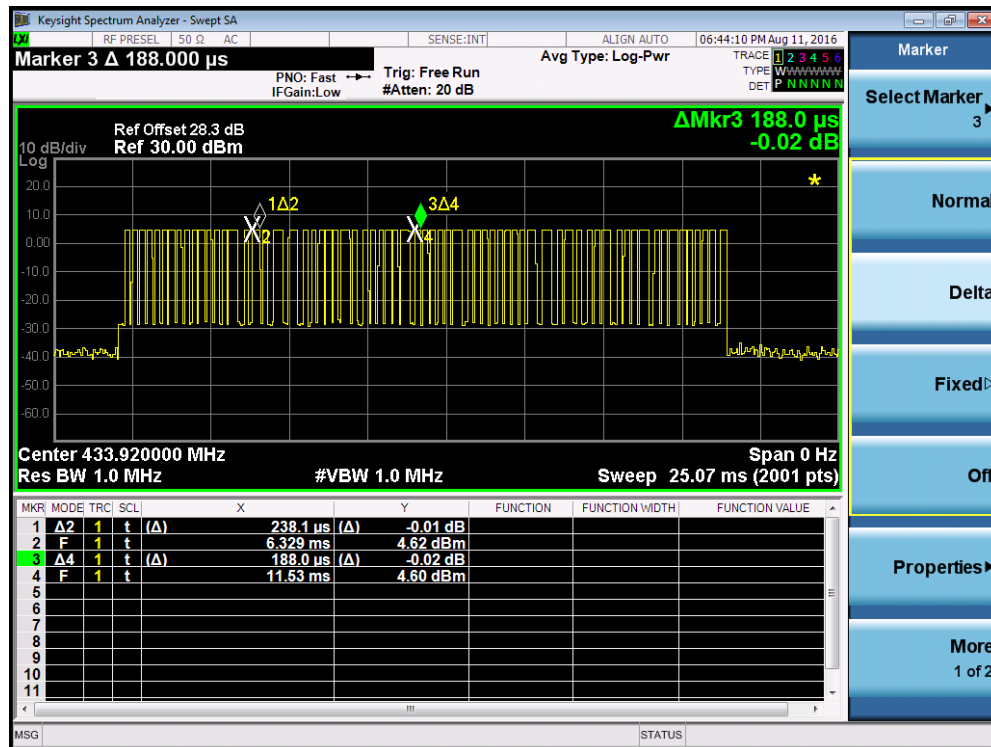 Keysight Spectrum Analyzer - Swept SA
LXI RF PRESEL 50 Ω AC SENSE:INT ALIGN AUTO 06:44:10 PM Aug 11, 2016
Marker 3 Δ 188.000 µs
PNO: Fast
IFGain:Low
Trig: Free Run
#Atten: 20 dB
Avg Type: Log-Pwr
TRACE 1 2 3 4 5 6
TYPE WWWWWW
DET P N N N N N
Ref Offset 28.3 dB
10 dB/div Ref 30.00 dBm
Log
ΔMkr3 188.0 µs
-0.02 dB
20.0
10.0
0.00
-10.0
-20.0
-30.0
-40.0
-50.0
-60.0
1Δ2
2
3Δ4
4
*
Center 433.920000 MHz Span 0 Hz
Res BW 1.0 MHz #VBW 1.0 MHz Sweep 25.07 ms (2001 pts)
MKR MODE TRC SCL X Y FUNCTION FUNCTION WIDTH FUNCTION VALUE
1 Δ2 1 t (Δ) 238.1 µs (Δ) -0.01 dB
2 F 1 t 6.329 ms 4.62 dBm
3 Δ4 1 t (Δ) 188.0 µs (Δ) -0.02 dB
4 F 1 t 11.53 ms 4.60 dBm
5
6
7
8
9
10
11
MSG STATUS
Marker
Select Marker
3
Normal
Delta
Fixed
Off
Properties
More
1 of 2